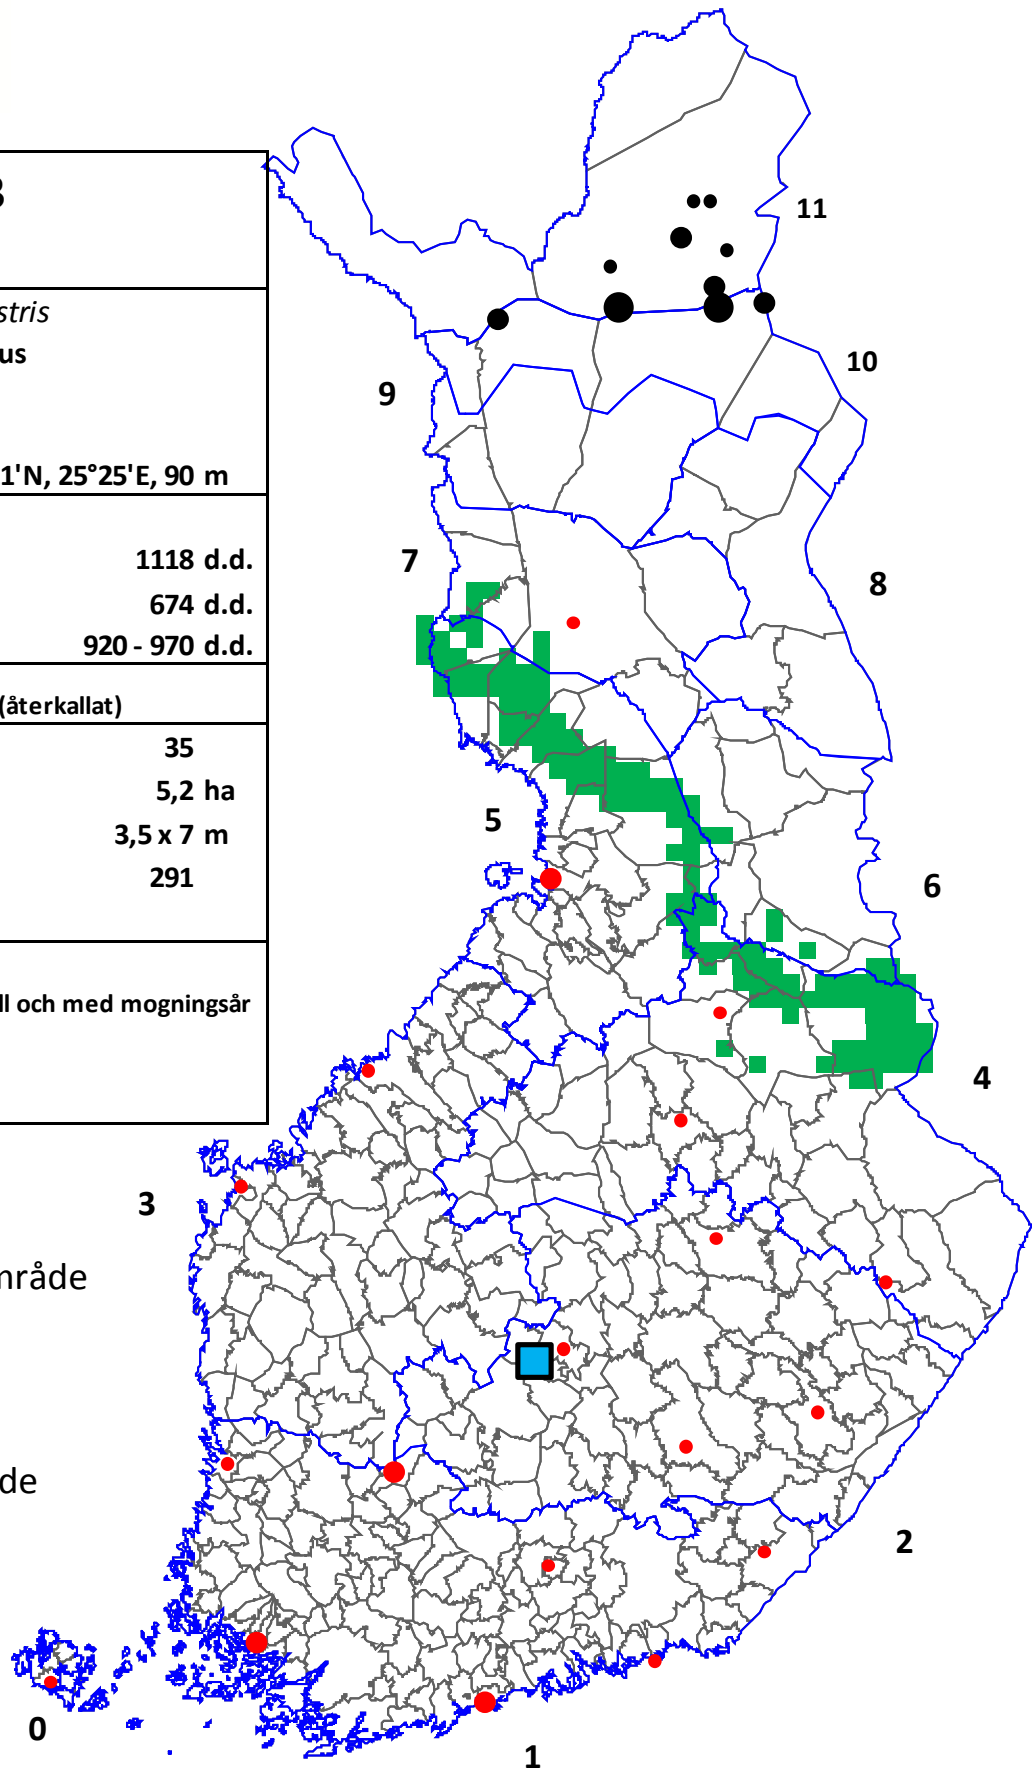 3
stris
us
1'N, 25°25'E, 90 m
1118 d.d.
674 d.d.
920 - 970 d.d.
(återkallat)
35
5,2 ha
3,5 x 7 m
291
ll och med mogningsår
område
de
11
10
9
8
7
6
5
4
3
2
1
0